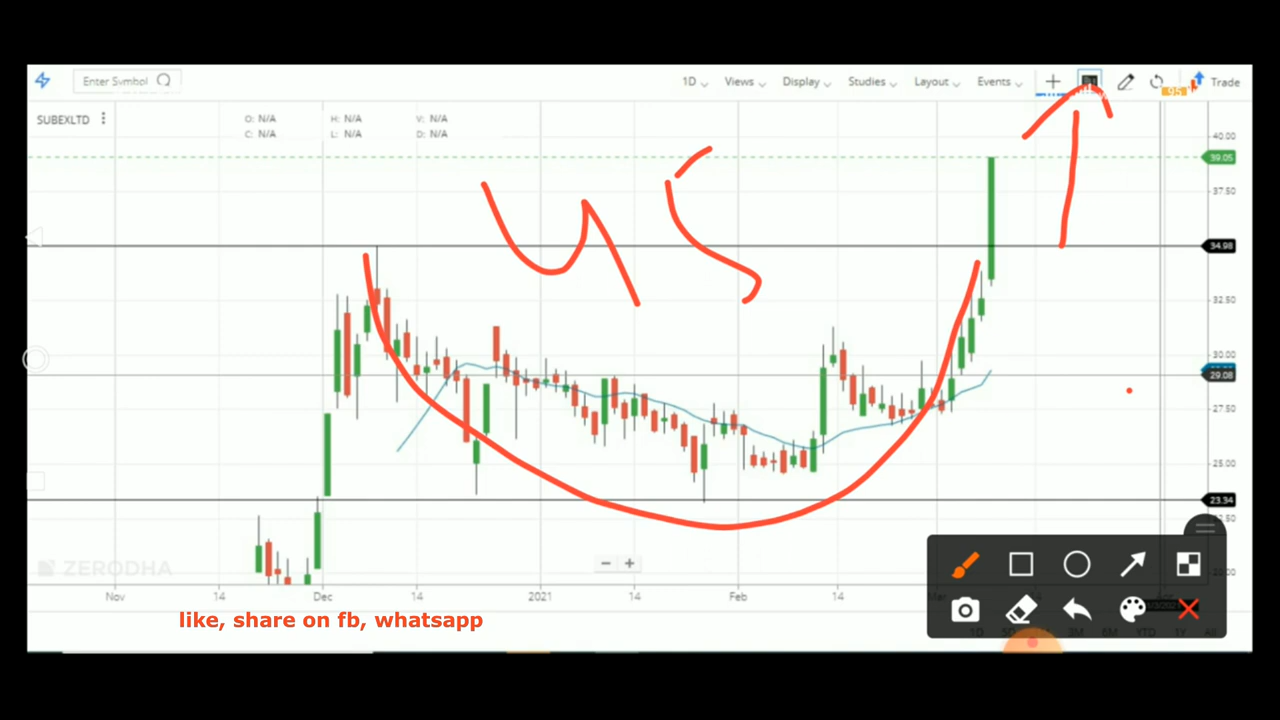 Enter Symbol
1D Views Display Studies Layout Events Trade
SUBEXLTD O: N/A H: N/A V: N/A
C: N/A L: N/A D: N/A
40.00
39.05
37.50
45
34.98
32.50
30.00
29.08
27.50
25.00
23.34
ZERODHA
Nov 14 Dec 14 2021 14 Feb 14
like, share on fb, whatsapp